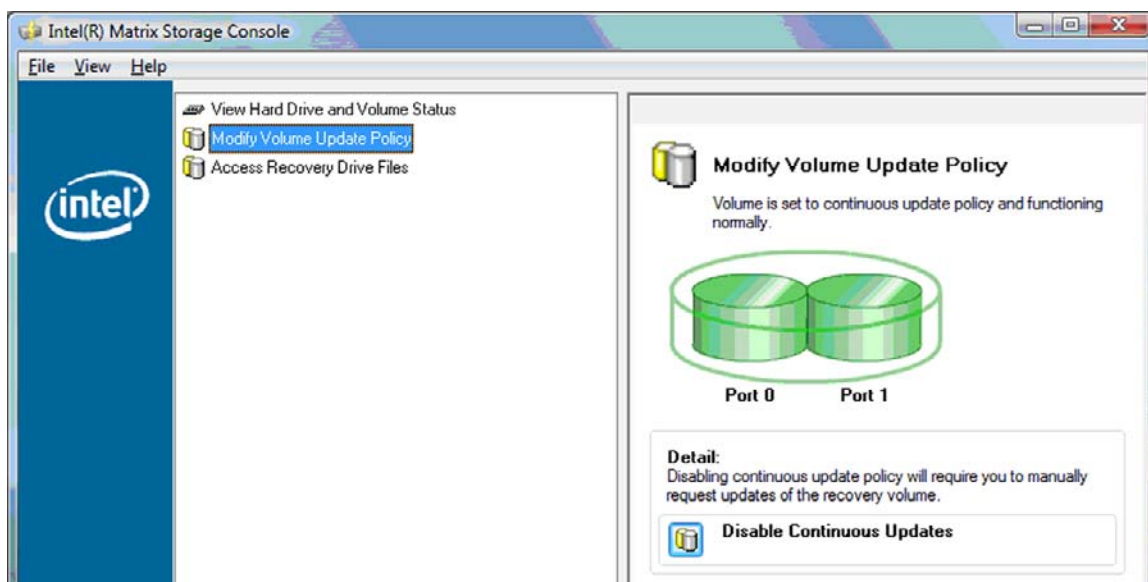 Intel(R) Matrix Storage Console
File View Help
intel
View Hard Drive and Volume Status
Modify Volume Update Policy
Access Recovery Drive Files
Modify Volume Update Policy
Volume is set to continuous update policy and functioning
normally.
Port 0 Port 1
Detail:
Disabling continuous update policy will require you to manually
request updates of the recovery volume.
Disable Continuous Updates